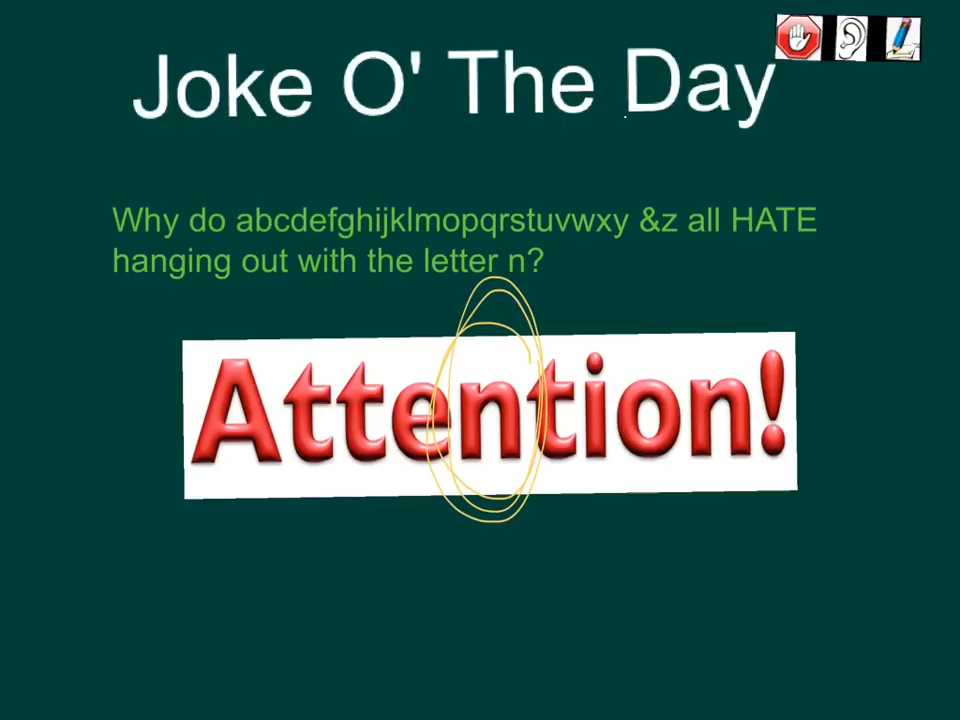 Joke O' The Day
Why do abcdefghijklmopqrstuvwxy &z all HATE
hanging out with the letter n?
Attention!